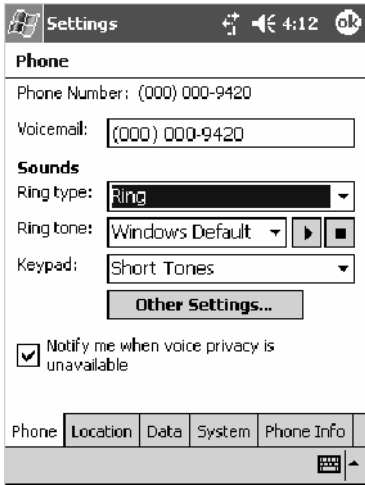 Settings 4:12 ok
Phone
Phone Number: (000) 000-9420
Voicemail: (000) 000-9420
Sounds
Ring type: Ring
Ring tone: Windows Default
Keypad: Short Tones
Other Settings...
Notify me when voice privacy is
unavailable
Phone Location Data System Phone Info